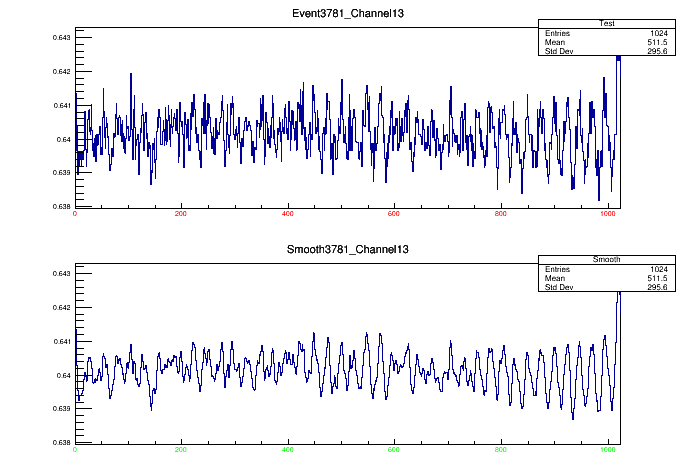 Event3781_Channel13
Test
Entries 1024
Mean 511.5
Std Dev 295.6
0.643
0.642
0.641
0.64
0.639
0.638
0 200 400 600 800 1000
Smooth3781_Channel13
Smooth
Entries 1024
Mean 511.5
Std Dev 295.6
0.643
0.642
0.641
0.64
0.639
0.638
0 200 400 600 800 1000